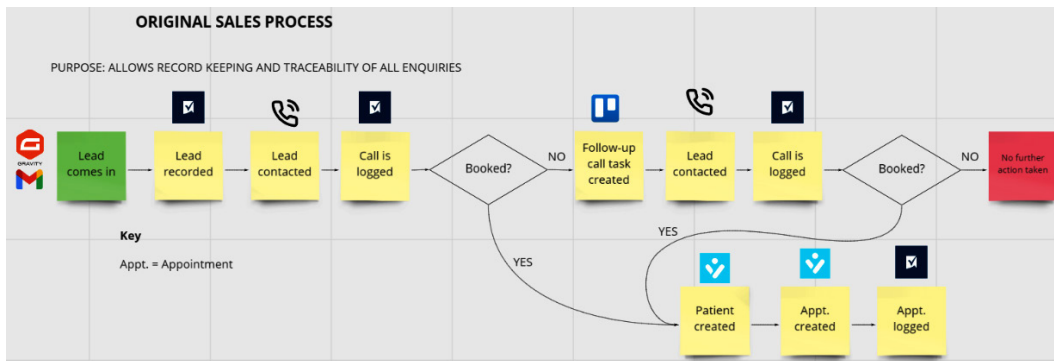 ORIGINAL SALES PROCESS
PURPOSE: ALLOWS RECORD KEEPING AND TRACEABILITY OF ALL ENQUIRIES
GRAVITY
Lead
comes in
Lead
recorded
Lead
contacted
Call is
logged
Booked?
NO
Follow-up
call task
created
Lead
contacted
Call is
logged
Booked?
NO
No further
action taken
Key
Appt. = Appointment
YES
YES
Patient
created
Appt.
created
Appt.
logged